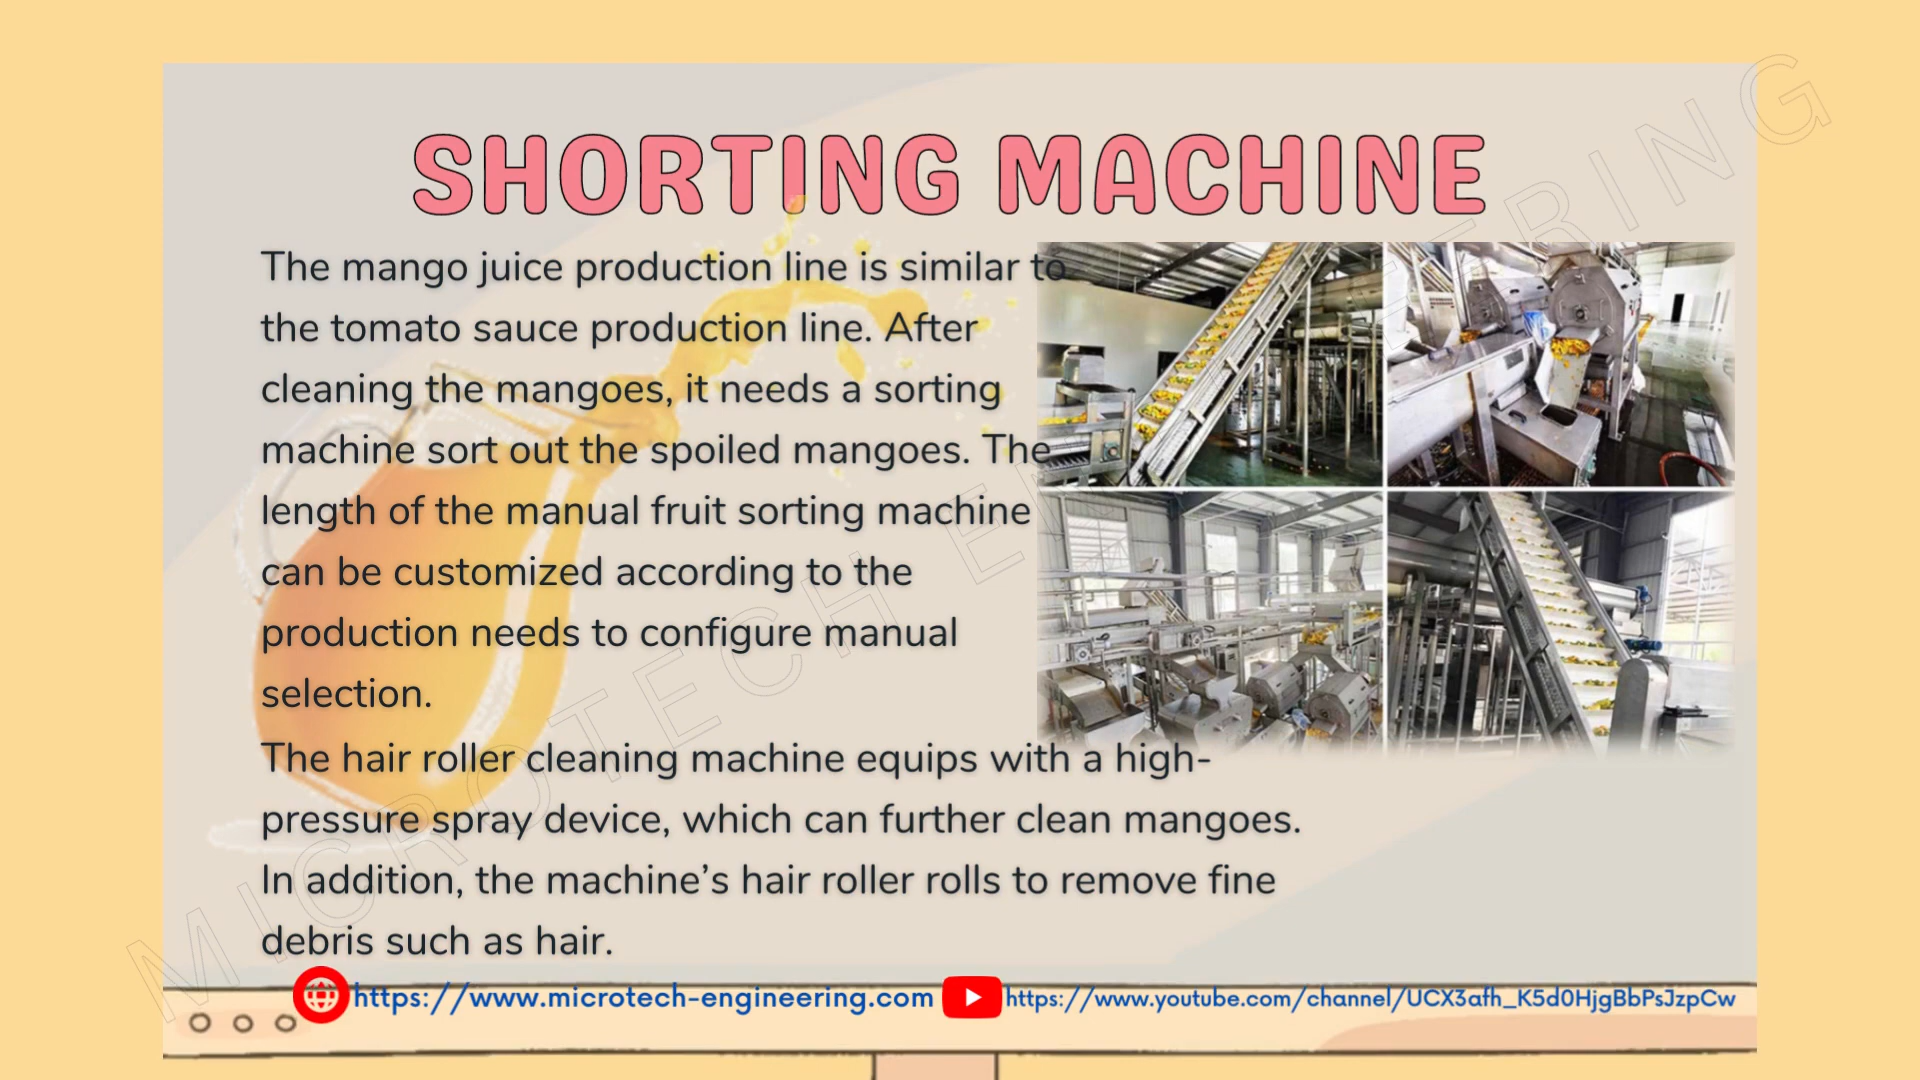 SHORTING MACHINE
The mango juice production line is similar to
the tomato sauce production line. After
cleaning the mangoes, it needs a sorting
machine sort out the spoiled mangoes. The
length of the manual fruit sorting machine
can be customized according to the
production needs to configure manual
selection.
The hair roller cleaning machine equips with a high-
pressure spray device, which can further clean mangoes.
In addition, the machine’s hair roller rolls to remove fine
debris such as hair.
https://www.microtech-engineering.com
https://www.youtube.com/channel/UCX3afh_K5d0HjgBbPsJzpCw